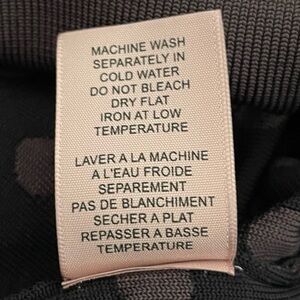 MACHINE WASH
SEPARATELY IN
COLD WATER
DO NOT BLEACH
DRY FLAT
IRON AT LOW
TEMPERATURE
LAVER A LA MACHINE
A L'EAU FROIDE
SEPAREMENT
PAS DE BLANCHIMENT
SECHER A PLAT
REPASSER A BASSE
TEMPERATURE